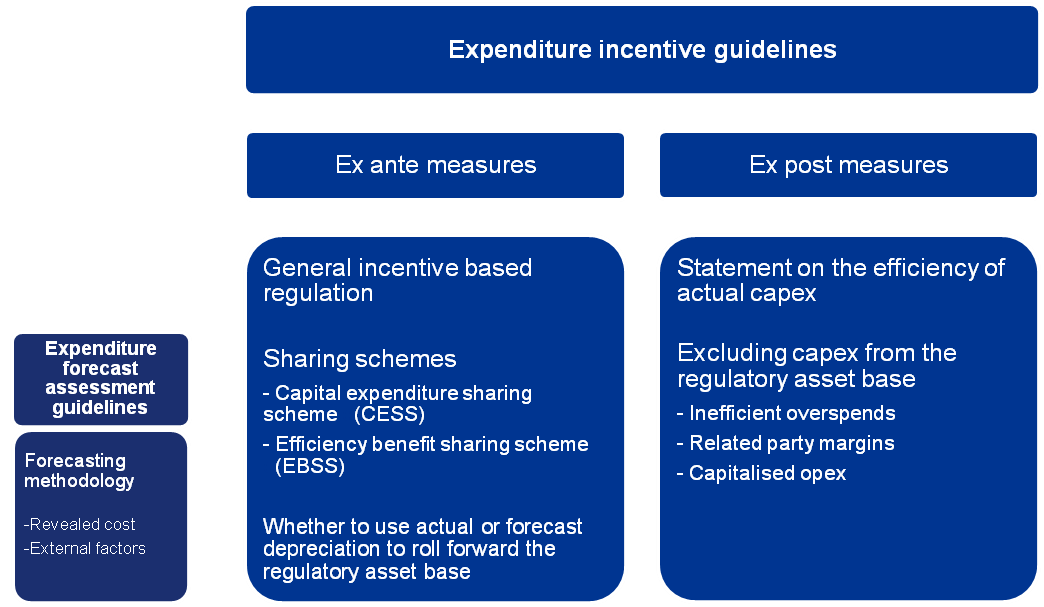 Expenditure incentive guidelines
Ex ante measures
Ex post measures
General incentive based
regulation
Sharing schemes
- Capital expenditure sharing
scheme (CESS)
- Efficiency benefit sharing scheme
(EBSS)
Whether to use actual or forecast
depreciation to roll forward the
regulatory asset base
Statement on the efficiency of
actual capex
Excluding capex from the
regulatory asset base
- Inefficient overspends
- Related party margins
- Capitalised opex
Expenditure
forecast
assessment
guidelines
Forecasting
methodology
-Revealed cost
-External factors